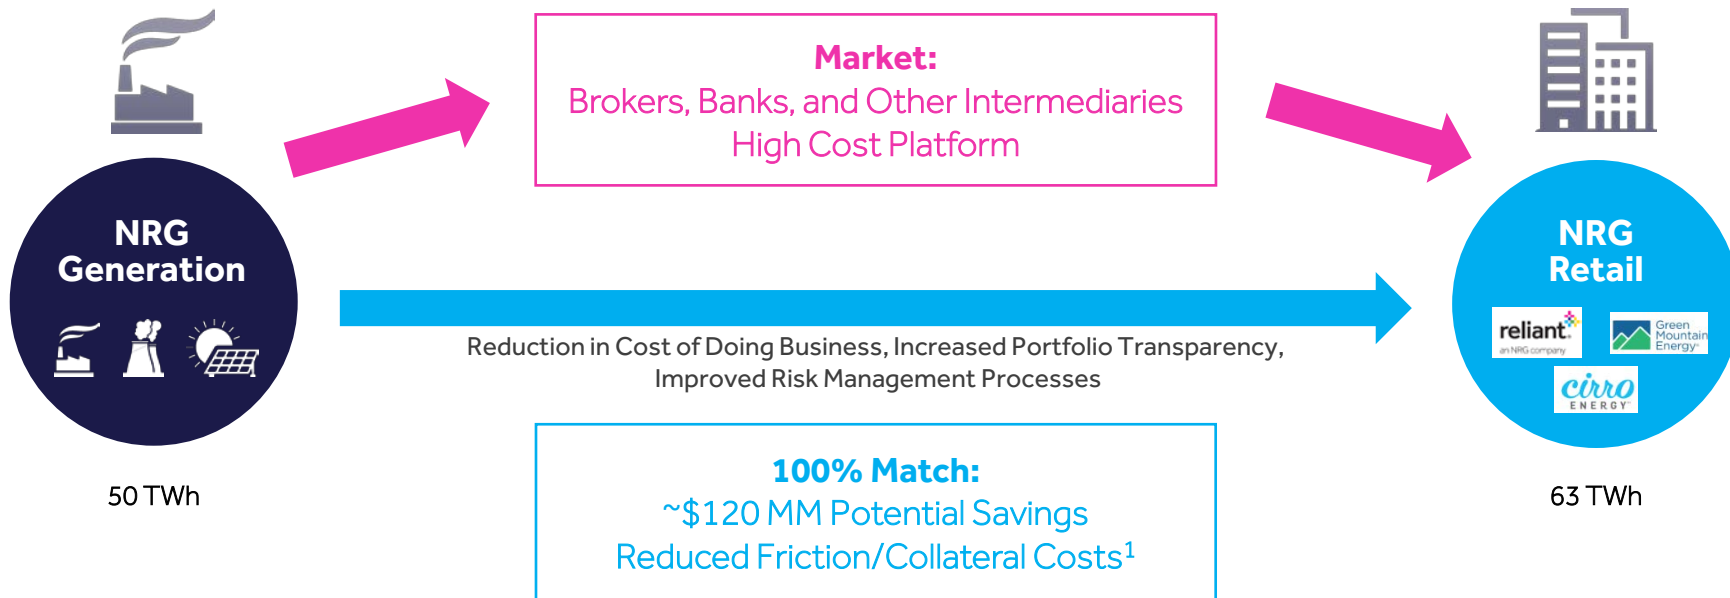 Market:
Brokers, Banks, and Other Intermediaries
High Cost Platform
NRG
Generation
NRG
Retail
reliant
an NRG company
Green
Mountain
Energy
cirro
ENERGY™
Reduction in Cost of Doing Business, Increased Portfolio Transparency,
Improved Risk Management Processes
100% Match:
~$120 MM Potential Savings
Reduced Friction/Collateral Costs¹
50 TWh
63 TWh